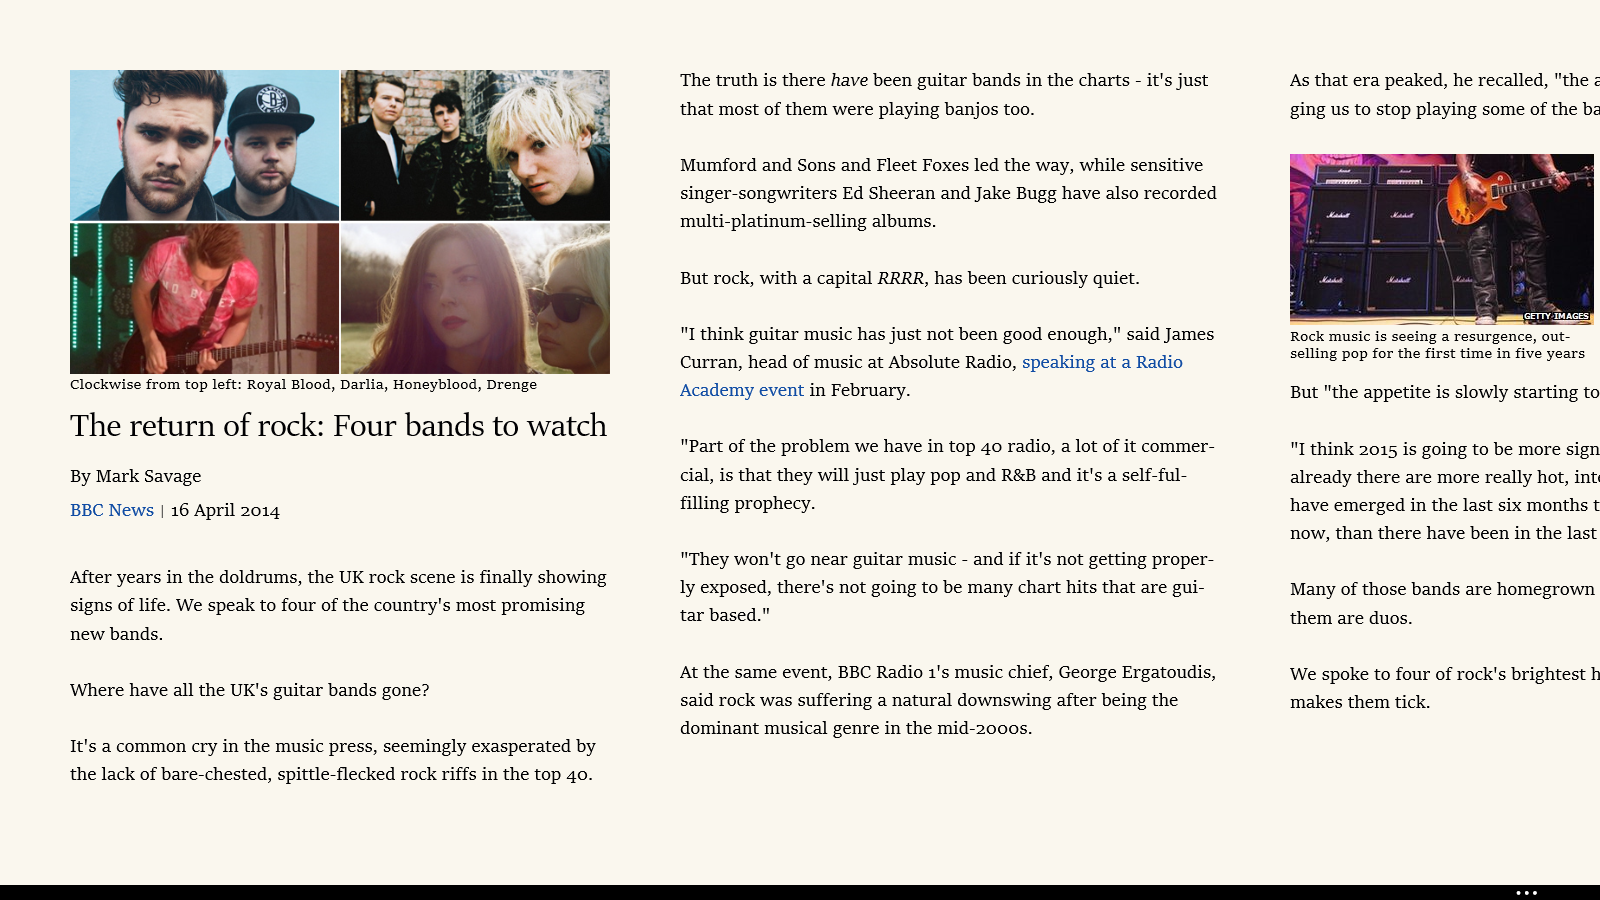 Clockwise from top left: Royal Blood, Darlia, Honeyblood, Drenge
The return of rock: Four bands to watch
By Mark Savage
BBC News | 16 April 2014
After years in the doldrums, the UK rock scene is finally showing
signs of life. We speak to four of the country's most promising
new bands.
Where have all the UK's guitar bands gone?
It's a common cry in the music press, seemingly exasperated by
the lack of bare-chested, spittle-flecked rock riffs in the top 40.
The truth is there have been guitar bands in the charts - it's just
that most of them were playing banjos too.
Mumford and Sons and Fleet Foxes led the way, while sensitive
singer-songwriters Ed Sheeran and Jake Bugg have also recorded
multi-platinum-selling albums.
But rock, with a capital RRRR, has been curiously quiet.
"I think guitar music has just not been good enough," said James
Curran, head of music at Absolute Radio, speaking at a Radio
Academy event in February.
"Part of the problem we have in top 40 radio, a lot of it commer-
cial, is that they will just play pop and R&B and it's a self-ful-
filling prophecy.
"They won't go near guitar music - and if it's not getting proper-
ly exposed, there's not going to be many chart hits that are gui-
tar based."
At the same event, BBC Radio 1's music chief, George Ergatoudis,
said rock was suffering a natural downswing after being the
dominant musical genre in the mid-2000s.
As that era peaked, he recalled, "the a
ging us to stop playing some of the ba
Marshall Marshall
Marshall Marshall Marshall
GETTY IMAGES
Rock music is seeing a resurgence, out-
selling pop for the first time in five years
But "the appetite is slowly starting to
"I think 2015 is going to be more sign
already there are more really hot, inte
have emerged in the last six months t
now, than there have been in the last
Many of those bands are homegrown
them are duos.
We spoke to four of rock's brightest h
makes them tick.